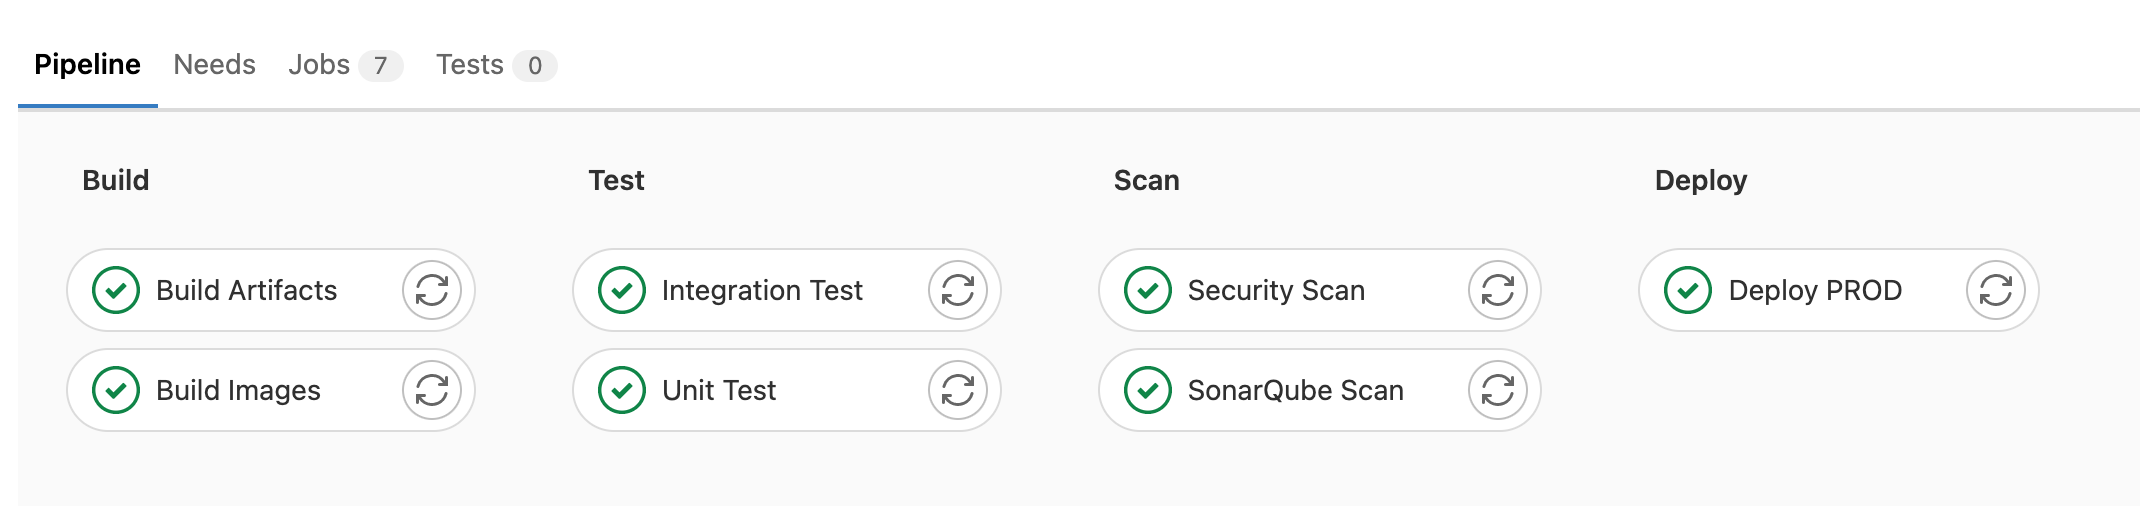 Pipeline Needs Jobs 7 Tests 0
Build Test Scan Deploy
Build Artifacts Integration Test Security Scan Deploy PROD
Build Images Unit Test SonarQube Scan